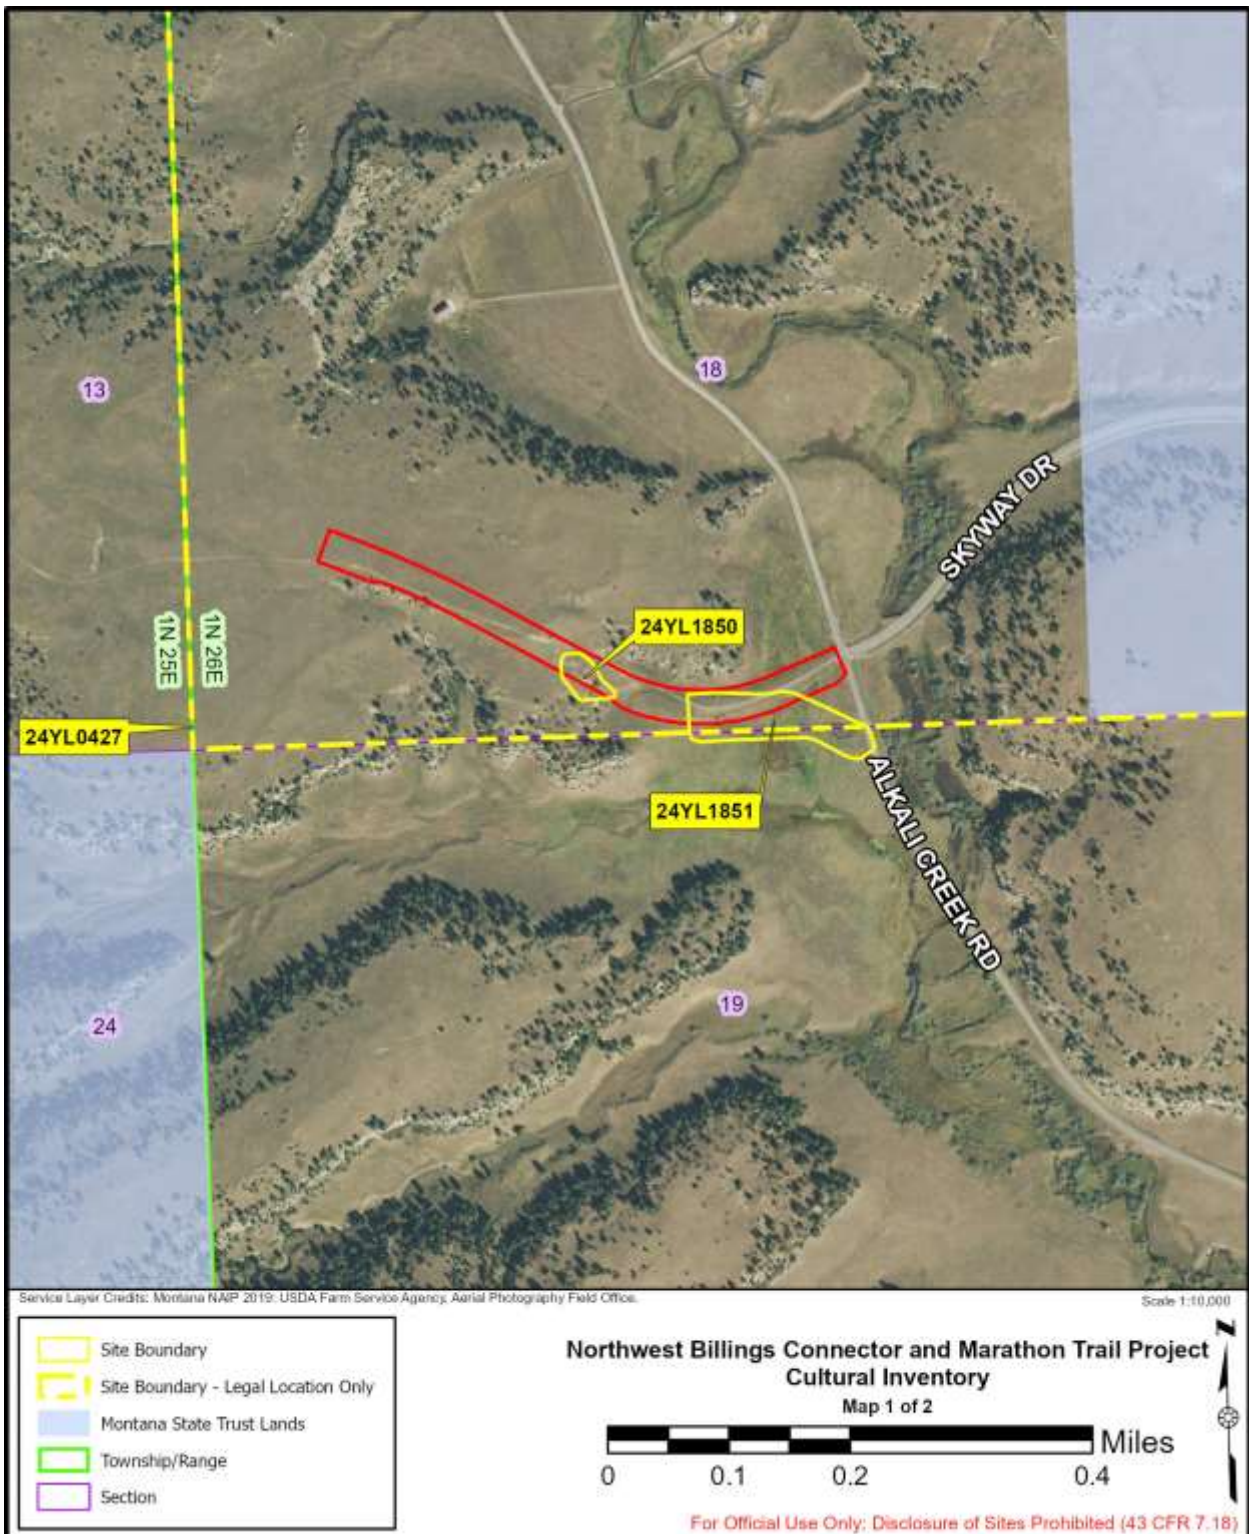 13
18
SKYWAY DR
1N 25E
1N 26E
24YL1850
24YL0427
24YL1851
ALKALI CREEK RD
24
19
Service Layer Credits: Montana NAIP 2019: USDA Farm Service Agency, Aerial Photography Field Office.
Scale 1:10,000
Site Boundary
Site Boundary - Legal Location Only
Montana State Trust Lands
Township/Range
Section
Northwest Billings Connector and Marathon Trail Project
Cultural Inventory
Map 1 of 2
Miles
0 0.1 0.2 0.4
N
For Official Use Only: Disclosure of Sites Prohibited (43 CFR 7.18)